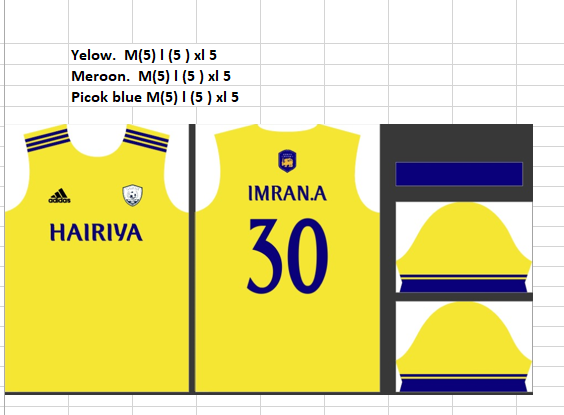 Yelow. M(5) l (5 ) xl 5
Meroon. M(5) l (5 ) xl 5
Picok blue M(5) l (5 ) xl 5
adidas
HAIRIYA
IMRAN.A
30